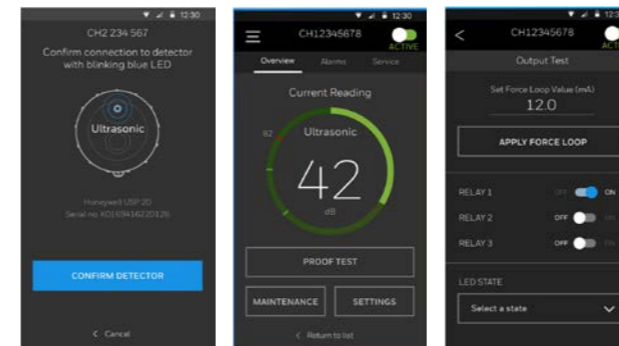 12:30
CH2 234 567
Confirm connection to detector
with blinking blue LED
Ultrasonic
Honeywell USP 20
CONFIRM DETECTOR
< Cancel
12:30
CH12345678
ACTIVE
Overview Alarms Service
Current Reading
82
Ultrasonic
42
dB
PROOF TEST
MAINTENANCE SETTINGS
< Return to list
12:3
CH12345678
ACTI
Output Test
Set Force Loop Value (mA)
12.0
APPLY FORCE LOOP
RELAY 1 OFF ON
RELAY 2 OFF ON
RELAY 3 OFF ON
LED STATE
Select a state